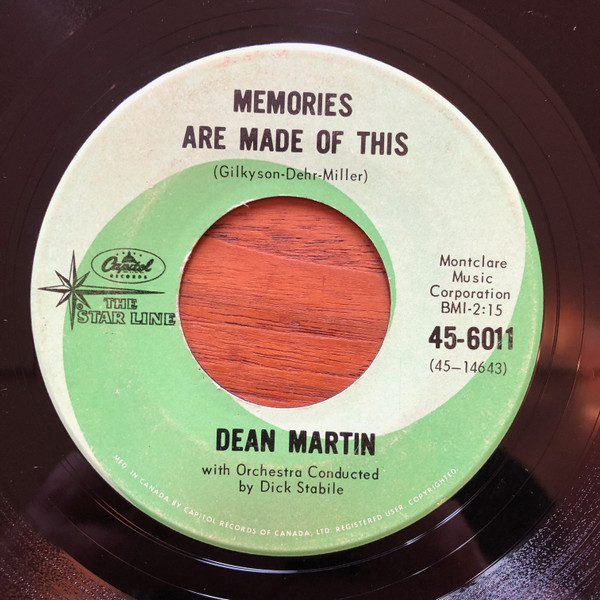 MEMORIES
ARE MADE OF THIS
(Gilkyson-Dehr-Miller)
Capitol
RECORDS
THE
STAR LINE
Montclare
Music
Corporation
BMI-2:15
45-6011
(45-14643)
DEAN MARTIN
with Orchestra Conducted
by Dick Stabile
MFD. IN CANADA BY CAPITOL RECORDS OF CANADA, LTD. REGISTERED USER. COPYRIGHTED.